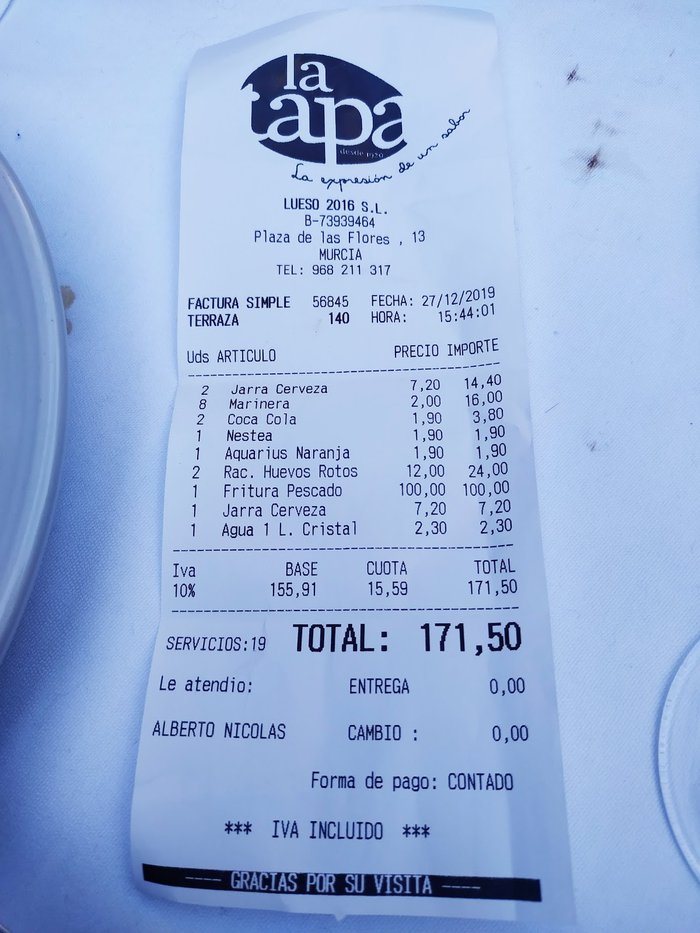 la
tapa
desde 1920
La expresión de un sabor
LUESO 2016 S.L.
B-73939464
Plaza de las Flores , 13
MURCIA
TEL: 968 211 317
FACTURA SIMPLE 56845 FECHA: 27/12/2019
TERRAZA 140 HORA: 15:44:01
Uds ARTICULO PRECIO IMPORTE
2 Jarra Cerveza 7,20 14,40
8 Marinera 2,00 16,00
2 Coca Cola 1,90 3,80
1 Nestea 1,90 1,90
1 Aquarius Naranja 1,90 1,90
2 Rac. Huevos Rotos 12,00 24,00
1 Fritura Pescado 100,00 100,00
1 Jarra Cerveza 7,20 7,20
1 Agua 1 L. Cristal 2,30 2,30
Iva BASE CUOTA TOTAL
10% 155,91 15,59 171,50
SERVICIOS:19 TOTAL: 171,50
Le atendio: ENTREGA 0,00
ALBERTO NICOLAS CAMBIO : 0,00
Forma de pago: CONTADO
*** IVA INCLUIDO ***
---- GRACIAS POR SU VISITA ----